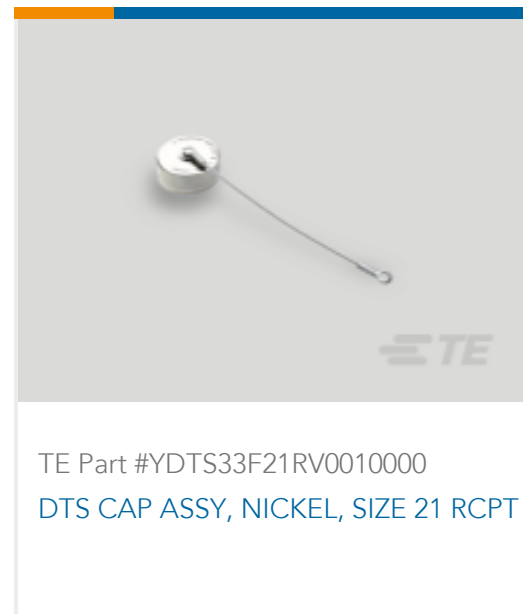 TE
TE Part #YDTS33F21RV0010000
DTS CAP ASSY, NICKEL, SIZE 21 RCPT